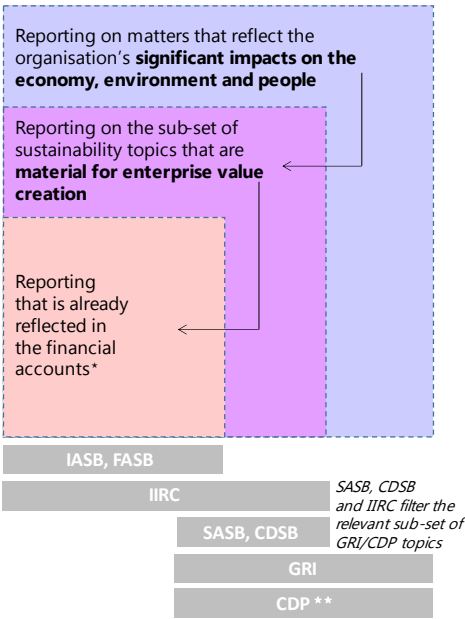 Reporting on matters that reflect the
organisation's significant impacts on the
economy, environment and people
Reporting on the sub-set of
sustainability topics that are
material for enterprise value
creation
Reporting
that is already
reflected in
the financial
accounts*
IASB, FASB
IIRC
SASB, CDSB
and IIRC filter the
relevant sub-set of
GRI/CDP topics
SASB, CDSB
GRI
CDP **